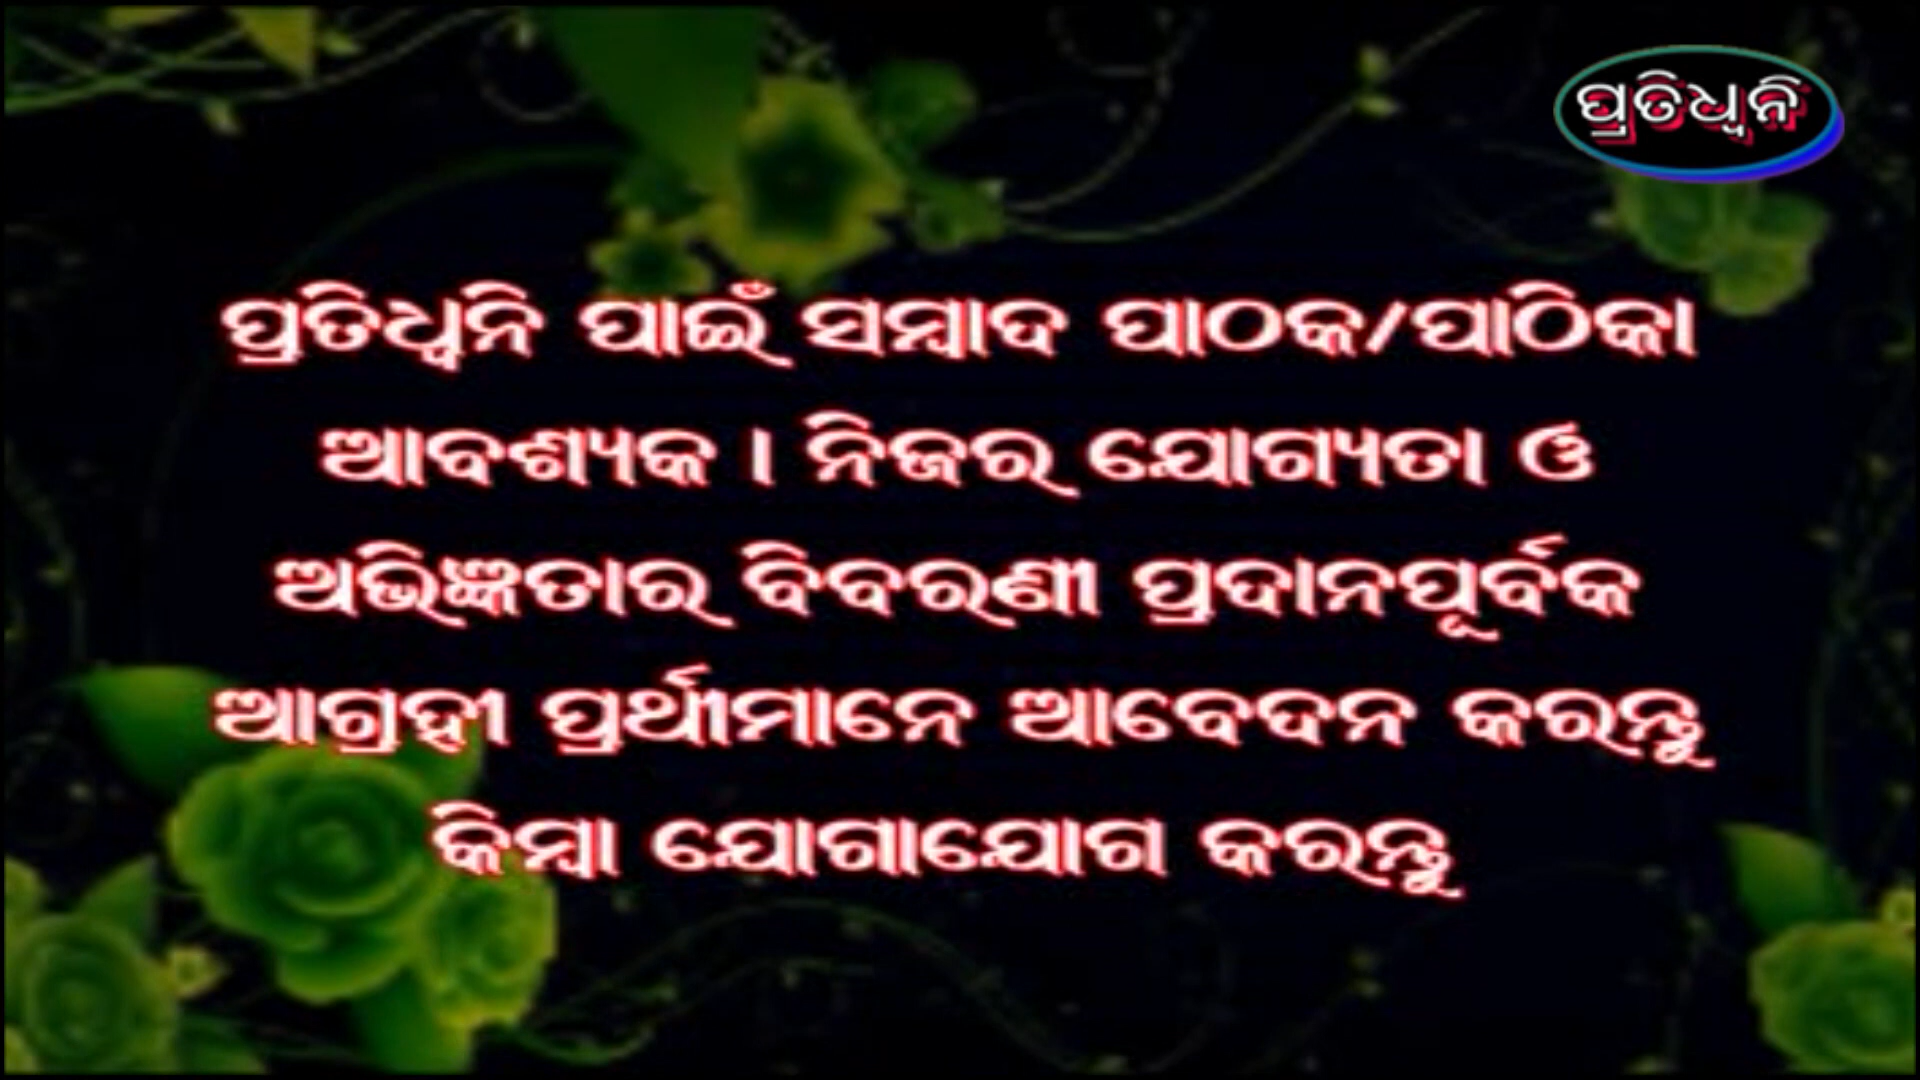 ପ୍ରତିଧ୍ୱନି
ପ୍ରତିଧ୍ୱନି ପାଇଁ ସମ୍ବାଦ ପାଠକ/ପାଠିକା
ଆବଶ୍ୟକ । ନିଜର ଯୋଗ୍ୟତା ଓ
ଅଭିଜ୍ଞତାର ବିବରଣୀ ପ୍ରଦାନପୂର୍ବକ
ଆଗ୍ରହୀ ପ୍ରର୍ଥୀମାନେ ଆବେଦନ କରନ୍ତୁ
କିମ୍ବା ଯୋଗାଯୋଗ କରନ୍ତୁ